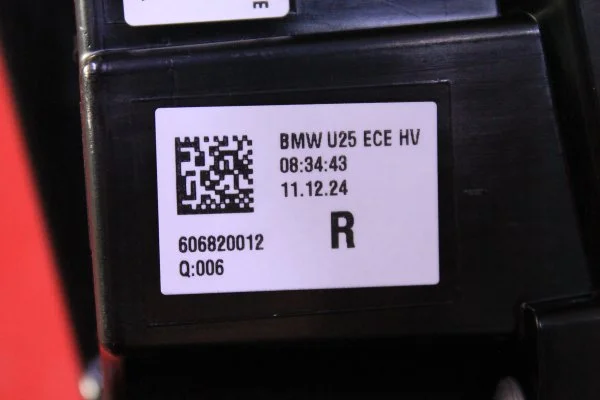 E
BMW U25 ECE HV
08:34:43
11.12.24
R
606820012
Q:006